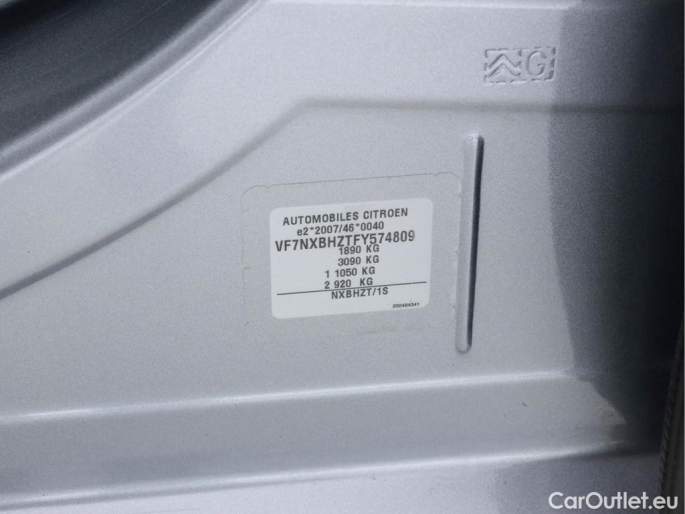 G
AUTOMOBILES CITROEN
e2*2007/46*0040
VF7NXBHZTFY574809
1890 KG
3090 KG
1 1050 KG
2 920 KG
NXBHZT/1S
CarOutlet.eu